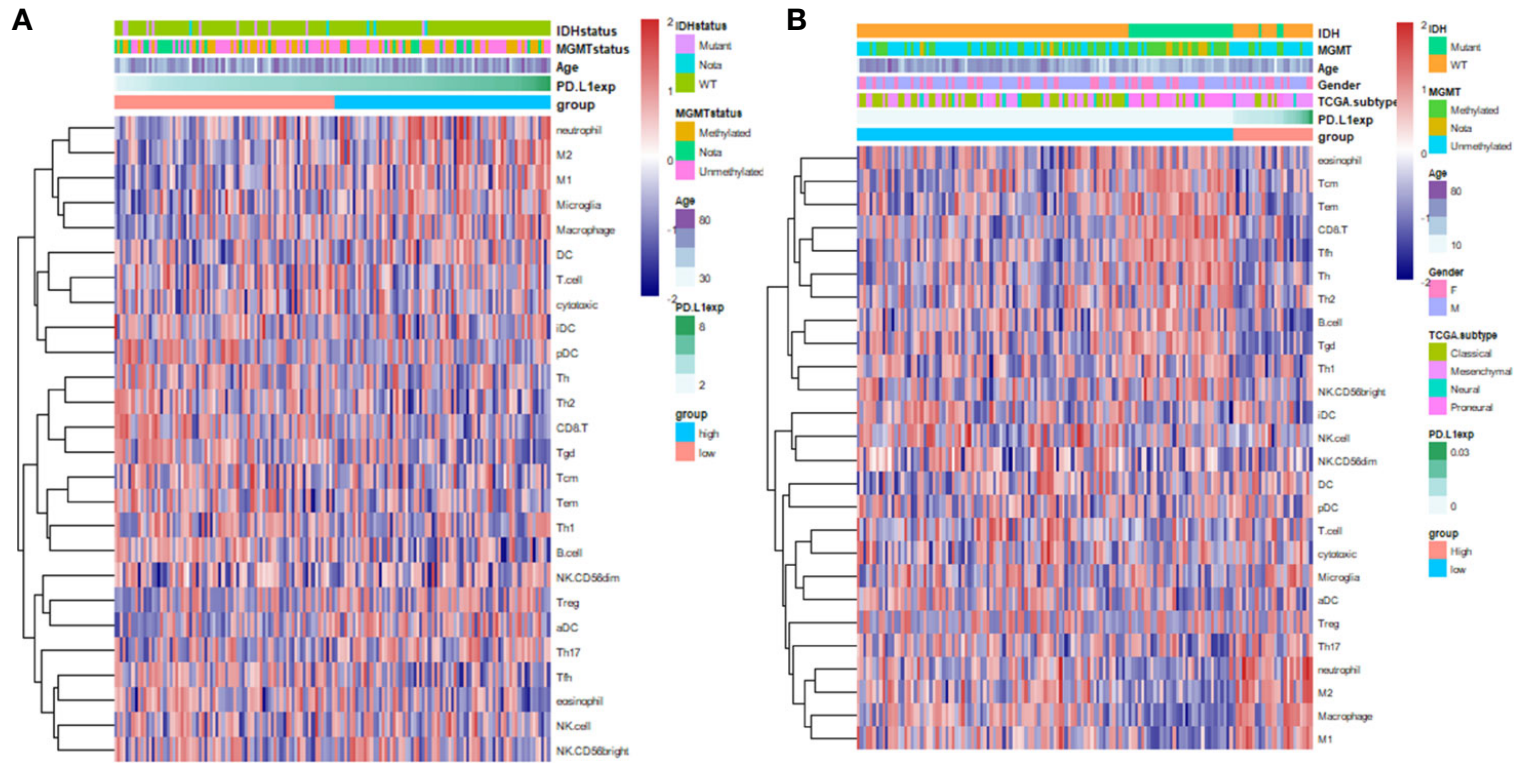 A
IDHstatus
MGMTstatus
Age
PD.L1exp
group
neutrophil
M2
M1
Microglia
Macrophage
DC
T.cell
cytotoxic
iDC
pDC
Th
Th2
CD8.T
Tgd
Tcm
Tem
Th1
B.cell
NK.CD56dim
Treg
aDC
Th17
Tfh
eosinophil
NK.cell
NK.CD56bright
2
1
0
-1
-2
IDHstatus
Mutant
Nota
WT
MGMTstatus
Methylated
Nota
Unmethylated
Age
80
30
PD.L1exp
8
2
group
high
low
B
IDH
MGMT
Age
Gender
TCGA.subtype
PD.L1exp
group
eosinophil
Tcm
Tem
CD8.T
Tfh
Th
Th2
B.cell
Tgd
Th1
NK.CD56bright
iDC
NK.cell
NK.CD56dim
DC
pDC
T.cell
cytotoxic
Microglia
aDC
Treg
Th17
neutrophil
M2
Macrophage
M1
2
1
0
-1
-2
IDH
Mutant
WT
MGMT
Methylated
Nota
Unmethylated
Age
80
10
Gender
F
M
TCGA.subtype
Classical
Mesenchymal
Neural
Proneural
PD.L1exp
0.03
0
group
High
low